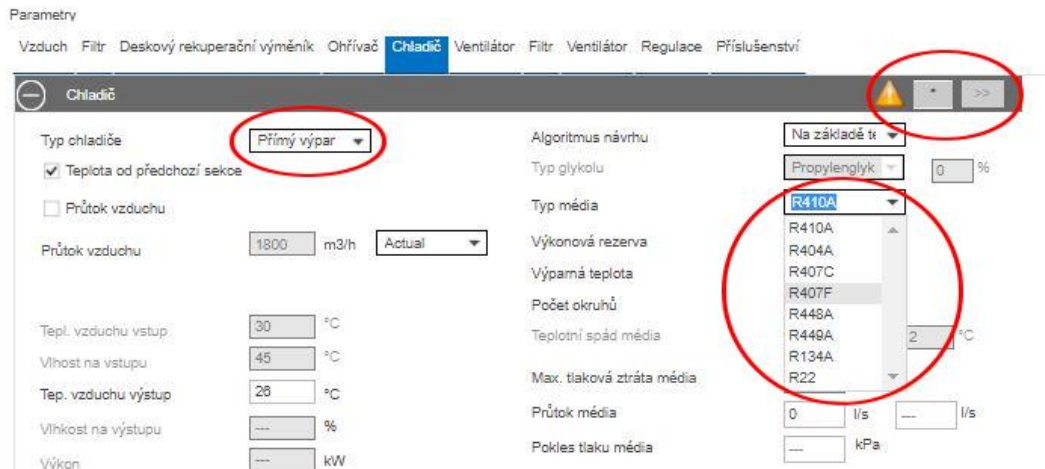 Parametry
Vzduch Filtr Deskový rekuperační výměník Ohřívač Chladič Ventilátor Filtr Ventilátor Regulace Příslušenství
Chladič * >>
Typ chladiče Přímý výpar
Teplota od předchozí sekce
Průtok vzduchu
Průtok vzduchu 1800 m3/h Actual
Tepl. vzduchu vstup 30 °C
Vlhost na vstupu 45 °C
Tep. vzduchu výstup 26 °C
Vlhkost na výstupu --- %
Výkon --- kW
Algoritmus návrhu Na základě te
Typ glykolu Propylenglyk 0 %
Typ média R410A
R410A
R404A
R407C
R407F
R448A
R449A
R134A
R22
Výkonová rezerva
Výparná teplota
Počet okruhů
Teplotní spád média 2 °C
Max. tlaková ztráta média
Průtok média 0 l/s --- l/s
Pokles tlaku média --- kPa